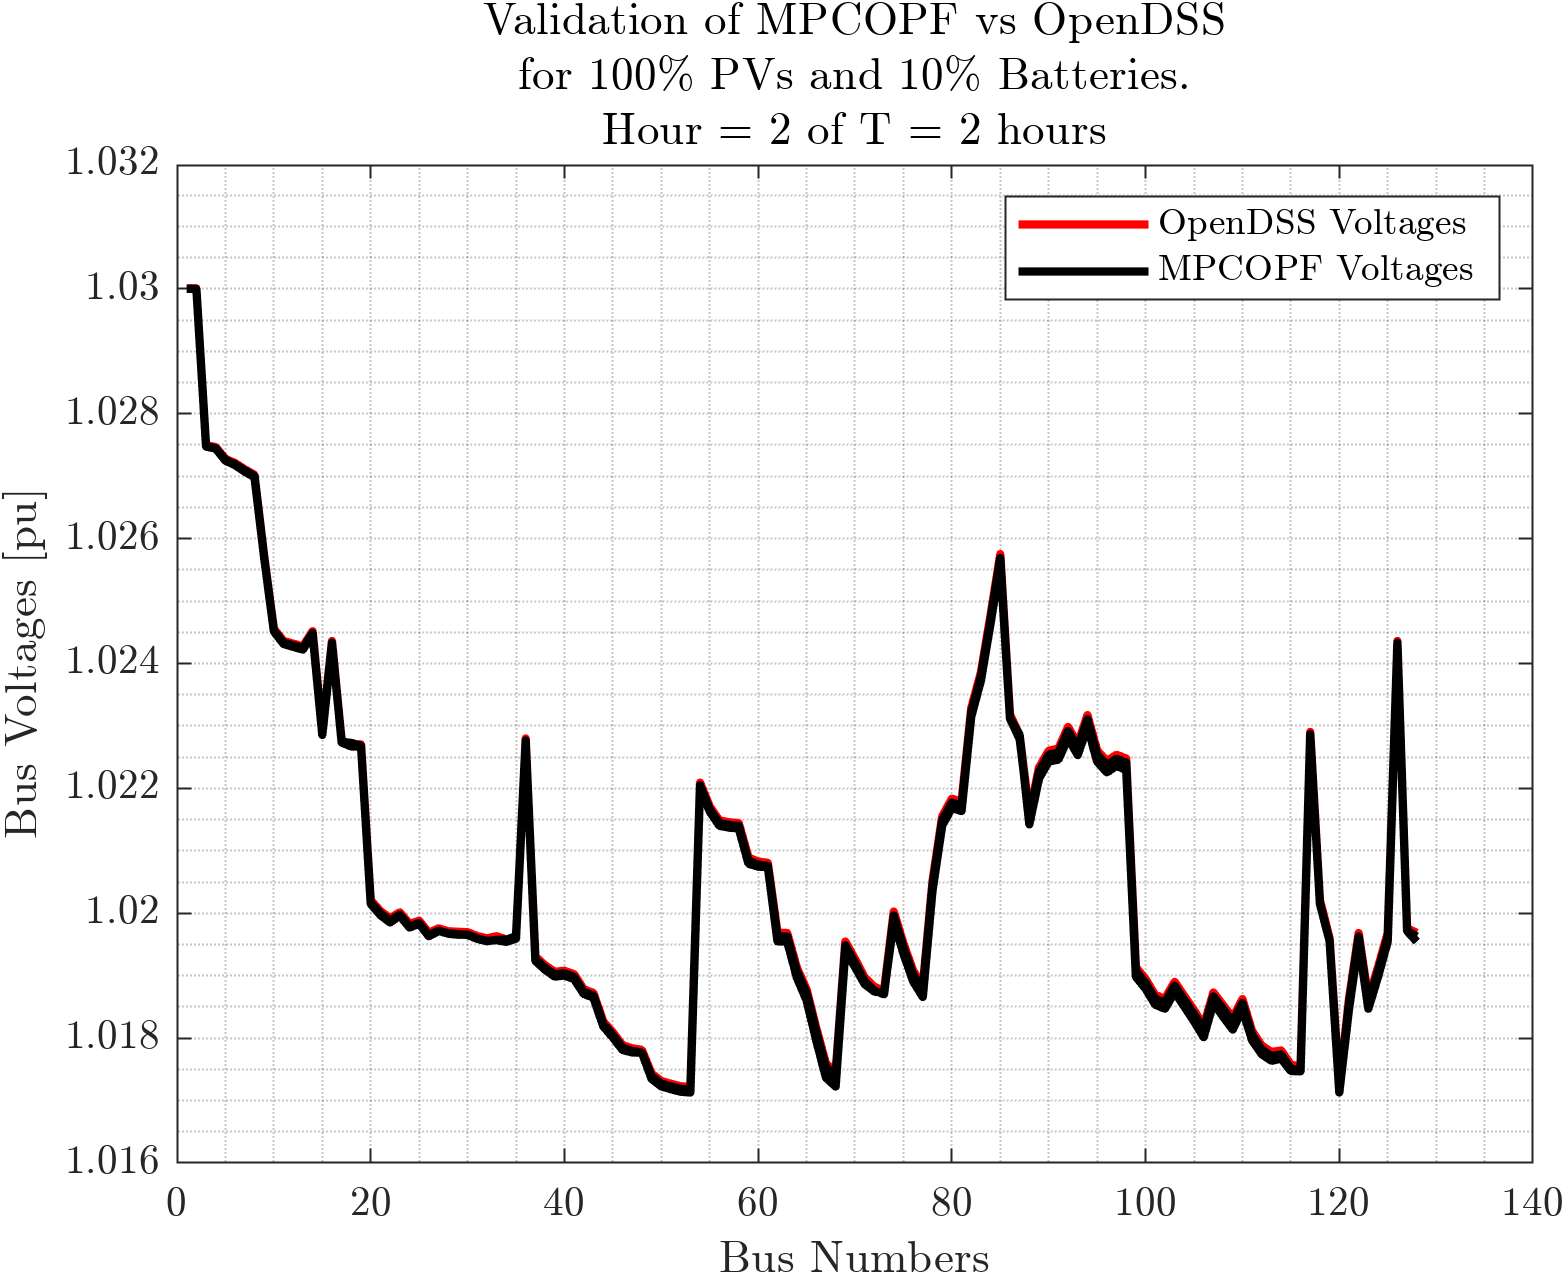 Validation of MPCOPF vs OpenDSS
for 100% PVs and 10% Batteries.
Hour = 2 of T = 2 hours
1.032
1.03
1.028
1.026
1.024
1.022
1.02
1.018
1.016
Bus Voltages [pu]
OpenDSS Voltages
MPCOPF Voltages
0 20 40 60 80 100 120 140
Bus Numbers